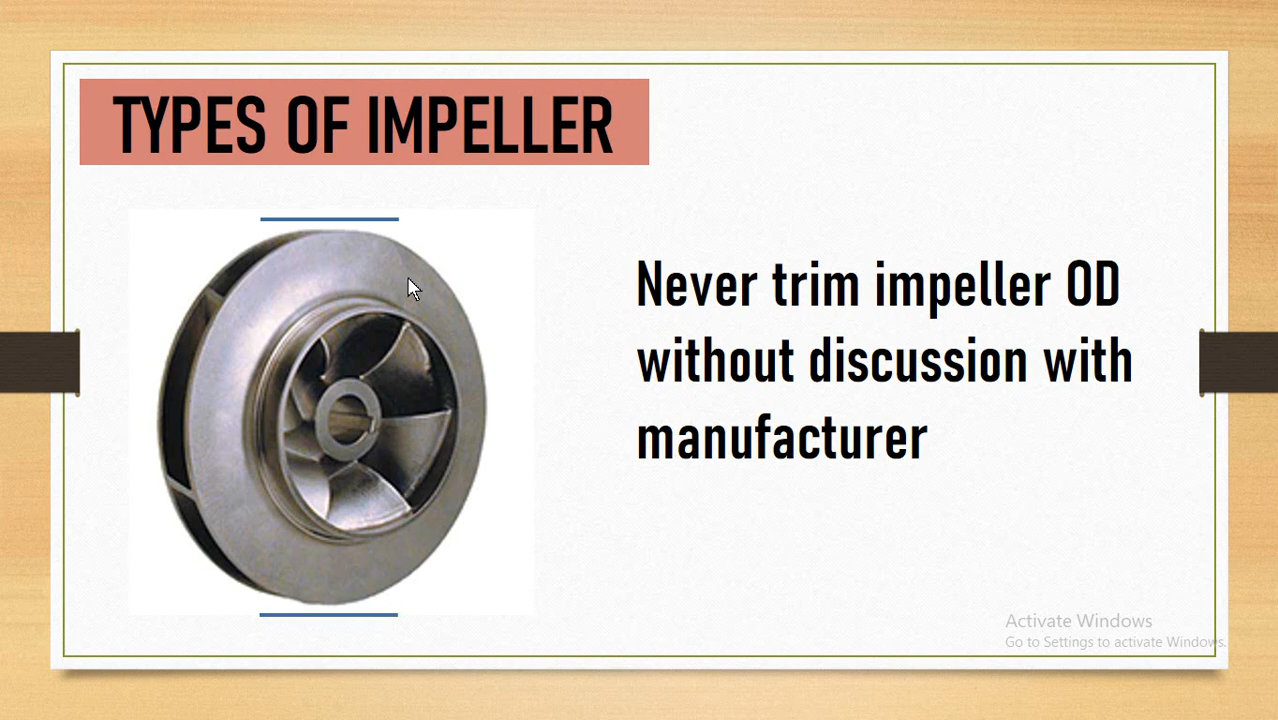 TYPES OF IMPELLER
Never trim impeller OD
without discussion with
manufacturer
Activate Windows
Go to Settings to activate Windows.